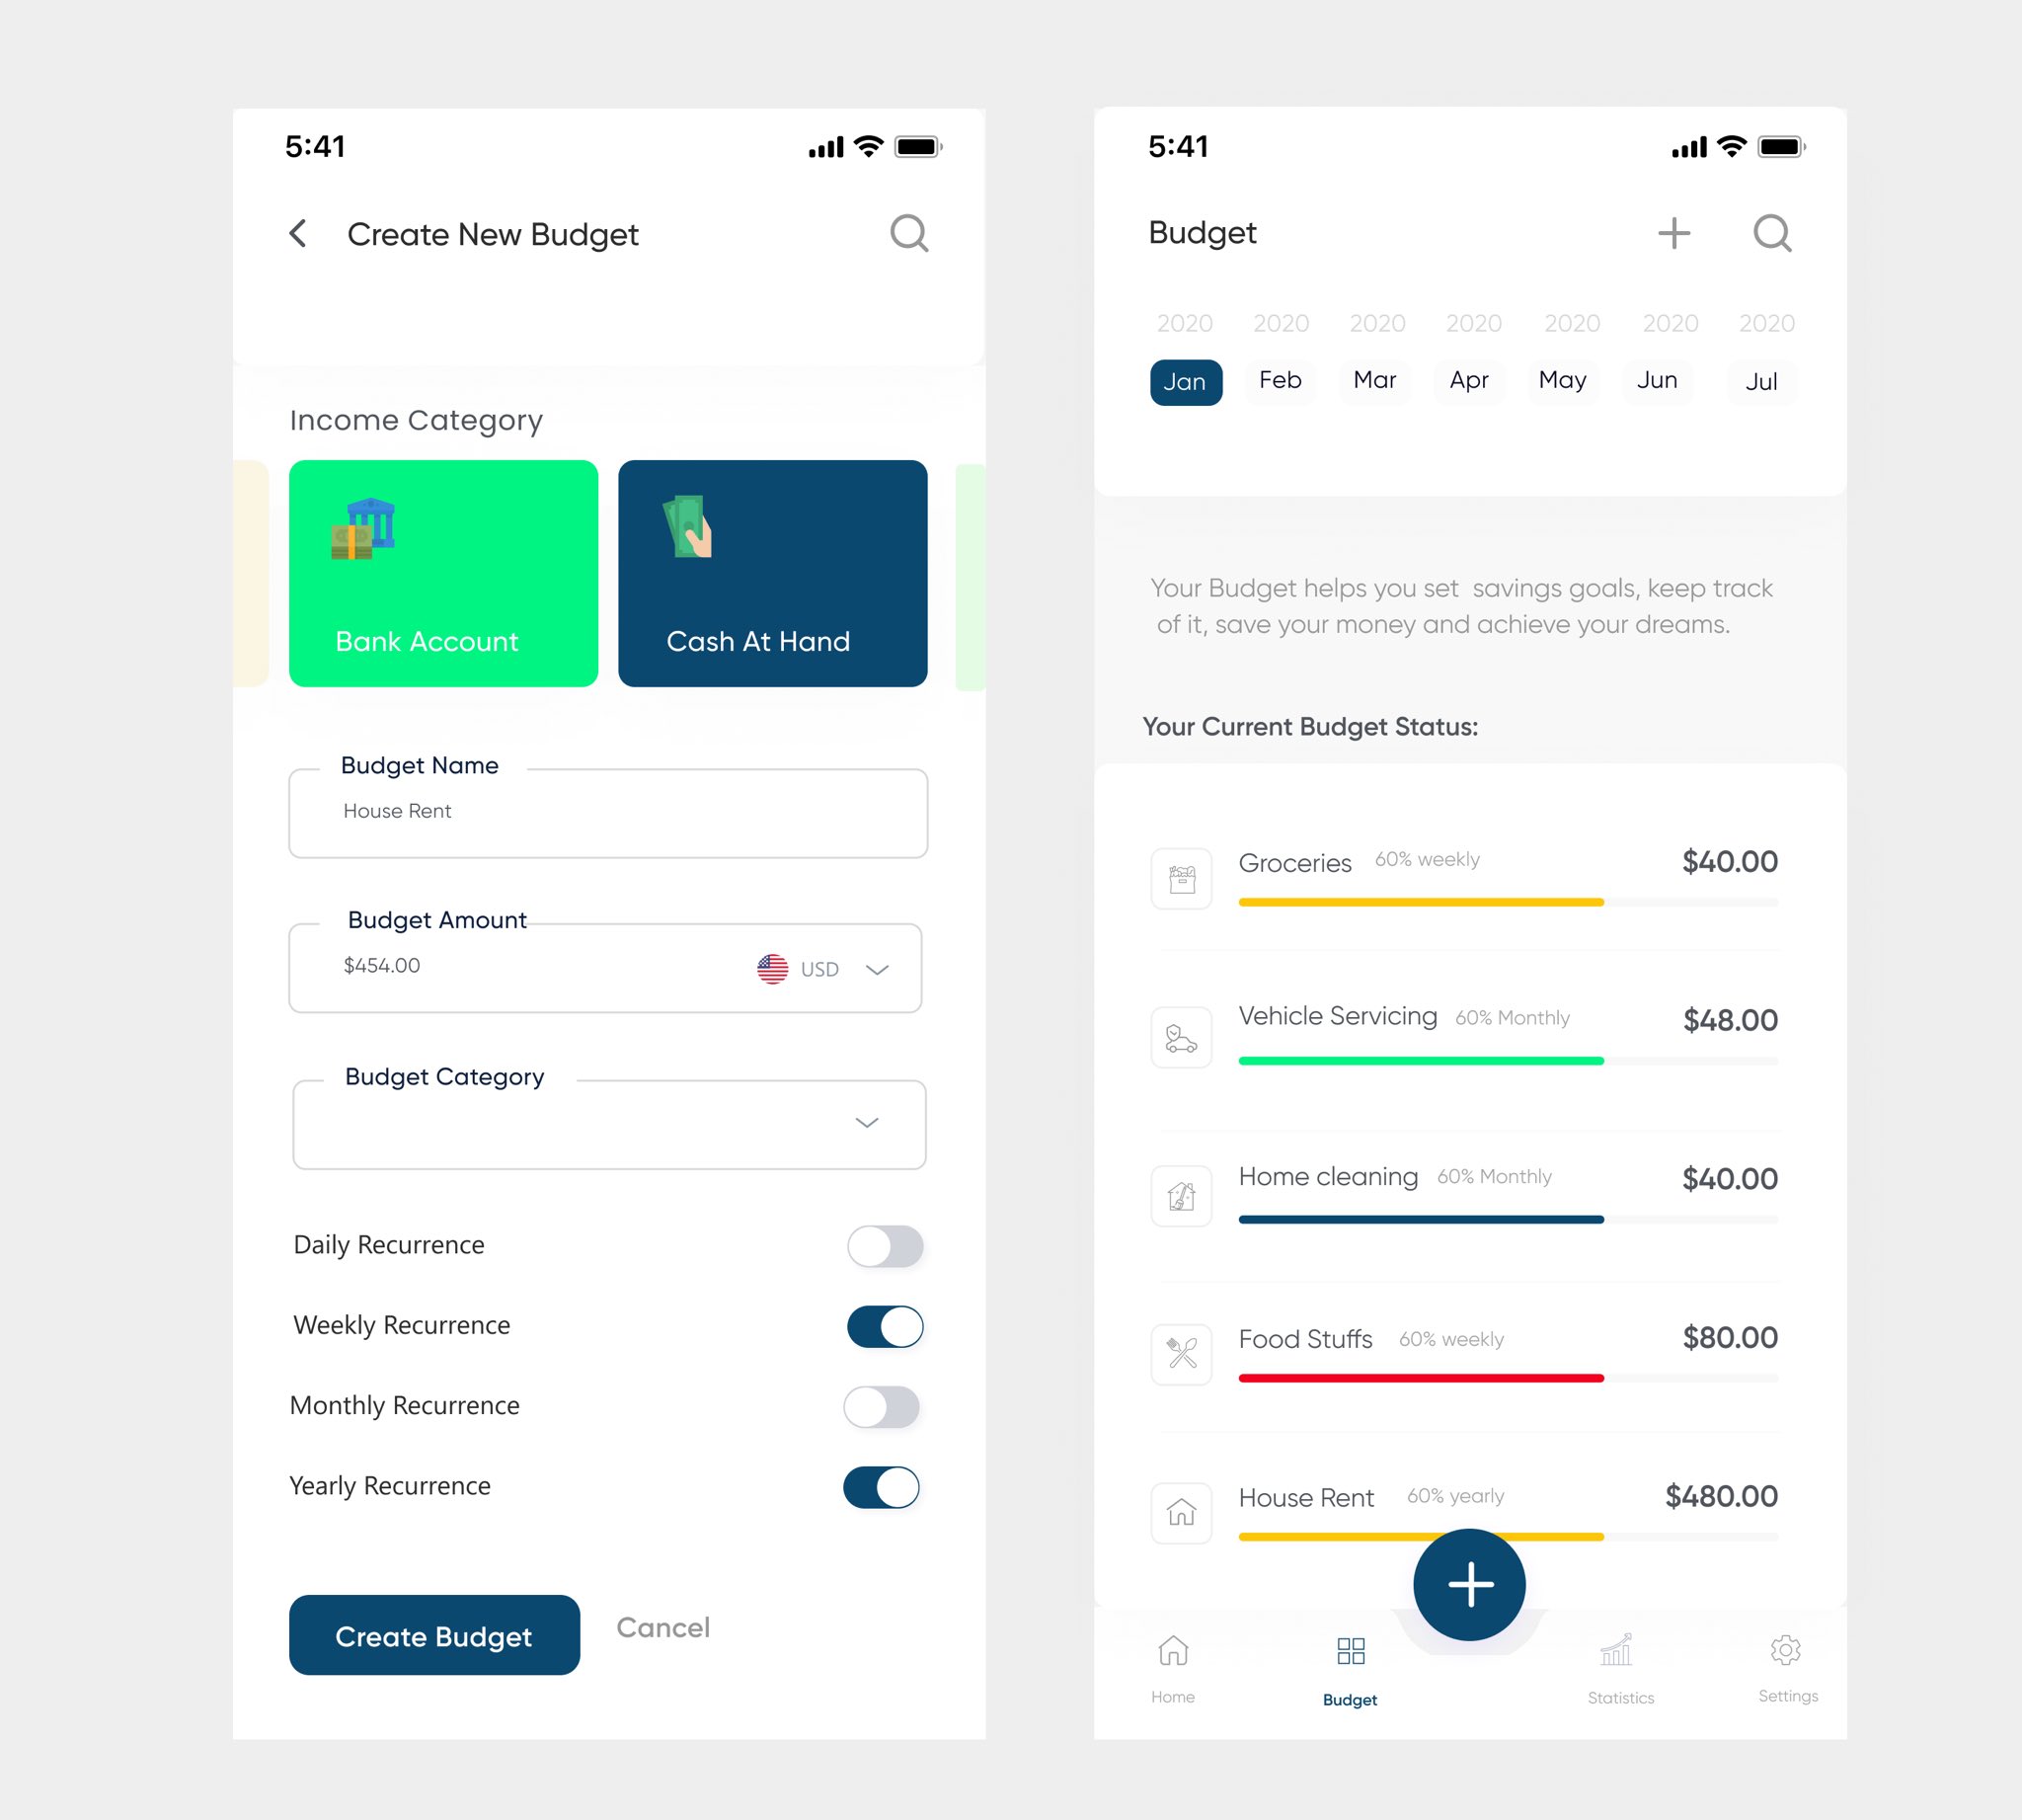 5:41
Create New Budget
Income Category
Bank Account
Cash At Hand
Budget Name
House Rent
Budget Amount
$454.00
USD
Budget Category
Daily Recurrence
Weekly Recurrence
Monthly Recurrence
Yearly Recurrence
Create Budget
Cancel
5:41
Budget
2020 2020 2020 2020 2020 2020 2020
Jan Feb Mar Apr May Jun Jul
Your Budget helps you set savings goals, keep track
of it, save your money and achieve your dreams.
Your Current Budget Status:
Groceries 60% weekly $40.00
Vehicle Servicing 60% Monthly $48.00
Home cleaning 60% Monthly $40.00
Food Stuffs 60% weekly $80.00
House Rent 60% yearly $480.00
Home Budget Statistics Settings